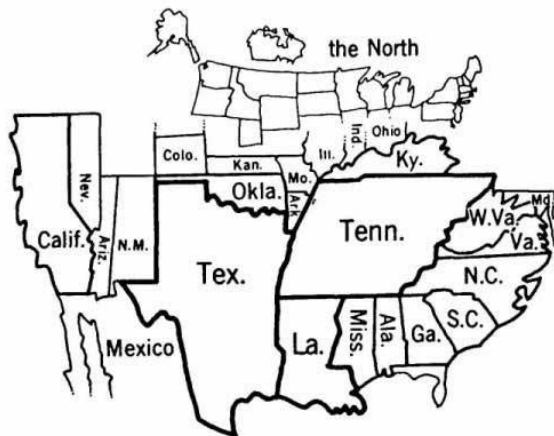 the North
Colo.
Kan.
Ill.
Ind.
Ohio
Mo.
Ky.
Nev.
Okla.
Ark.
Md.
W.Va.
Va.
Calif.
Ariz.
N.M.
Tex.
Tenn.
N.C.
S.C.
Mexico
La.
Miss.
Ala.
Ga.